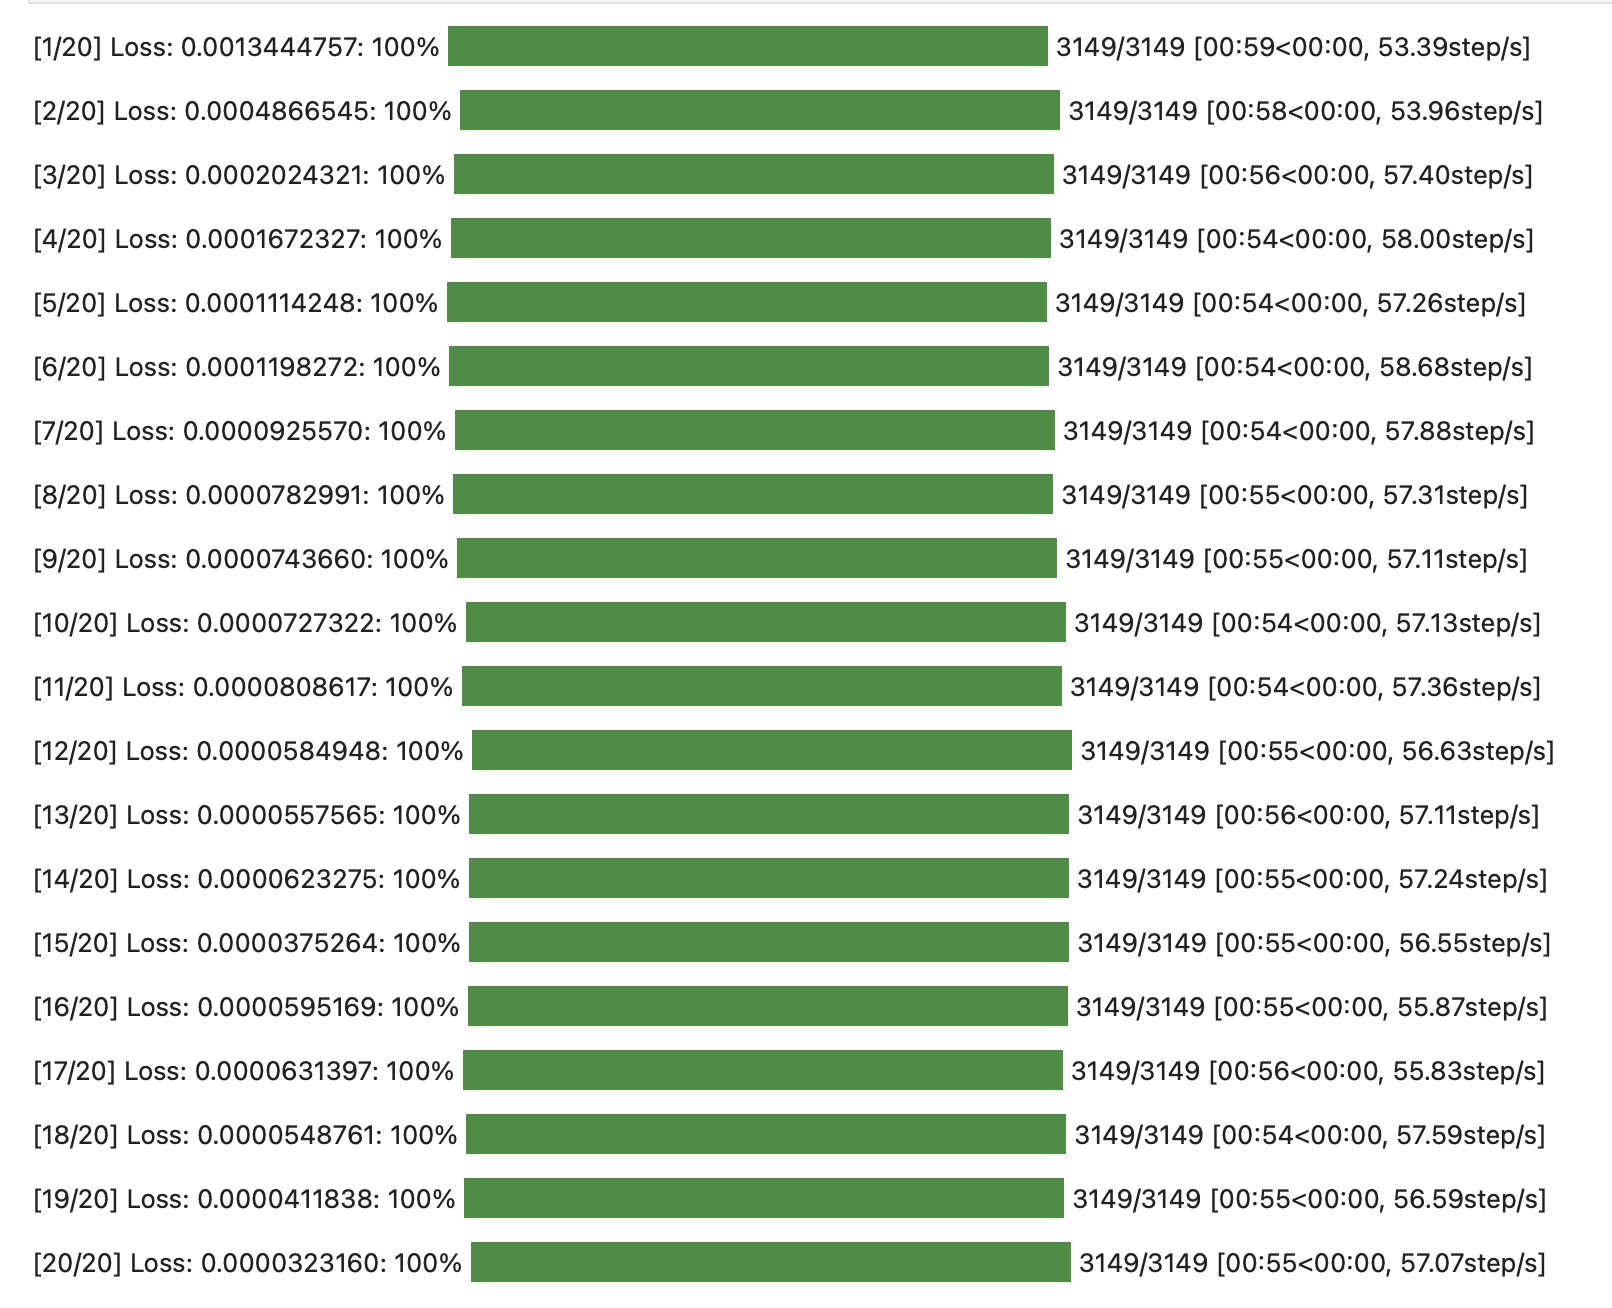 [1/20] Loss: 0.0013444757: 100% 3149/3149 [00:59<00:00, 53.39step/s]
[2/20] Loss: 0.0004866545: 100% 3149/3149 [00:58<00:00, 53.96step/s]
[3/20] Loss: 0.0002024321: 100% 3149/3149 [00:56<00:00, 57.40step/s]
[4/20] Loss: 0.0001672327: 100% 3149/3149 [00:54<00:00, 58.00step/s]
[5/20] Loss: 0.0001114248: 100% 3149/3149 [00:54<00:00, 57.26step/s]
[6/20] Loss: 0.0001198272: 100% 3149/3149 [00:54<00:00, 58.68step/s]
[7/20] Loss: 0.0000925570: 100% 3149/3149 [00:54<00:00, 57.88step/s]
[8/20] Loss: 0.0000782991: 100% 3149/3149 [00:55<00:00, 57.31step/s]
[9/20] Loss: 0.0000743660: 100% 3149/3149 [00:55<00:00, 57.11step/s]
[10/20] Loss: 0.0000727322: 100% 3149/3149 [00:54<00:00, 57.13step/s]
[11/20] Loss: 0.0000808617: 100% 3149/3149 [00:54<00:00, 57.36step/s]
[12/20] Loss: 0.0000584948: 100% 3149/3149 [00:55<00:00, 56.63step/s]
[13/20] Loss: 0.0000557565: 100% 3149/3149 [00:56<00:00, 57.11step/s]
[14/20] Loss: 0.0000623275: 100% 3149/3149 [00:55<00:00, 57.24step/s]
[15/20] Loss: 0.0000375264: 100% 3149/3149 [00:55<00:00, 56.55step/s]
[16/20] Loss: 0.0000595169: 100% 3149/3149 [00:55<00:00, 55.87step/s]
[17/20] Loss: 0.0000631397: 100% 3149/3149 [00:56<00:00, 55.83step/s]
[18/20] Loss: 0.0000548761: 100% 3149/3149 [00:54<00:00, 57.59step/s]
[19/20] Loss: 0.0000411838: 100% 3149/3149 [00:55<00:00, 56.59step/s]
[20/20] Loss: 0.0000323160: 100% 3149/3149 [00:55<00:00, 57.07step/s]